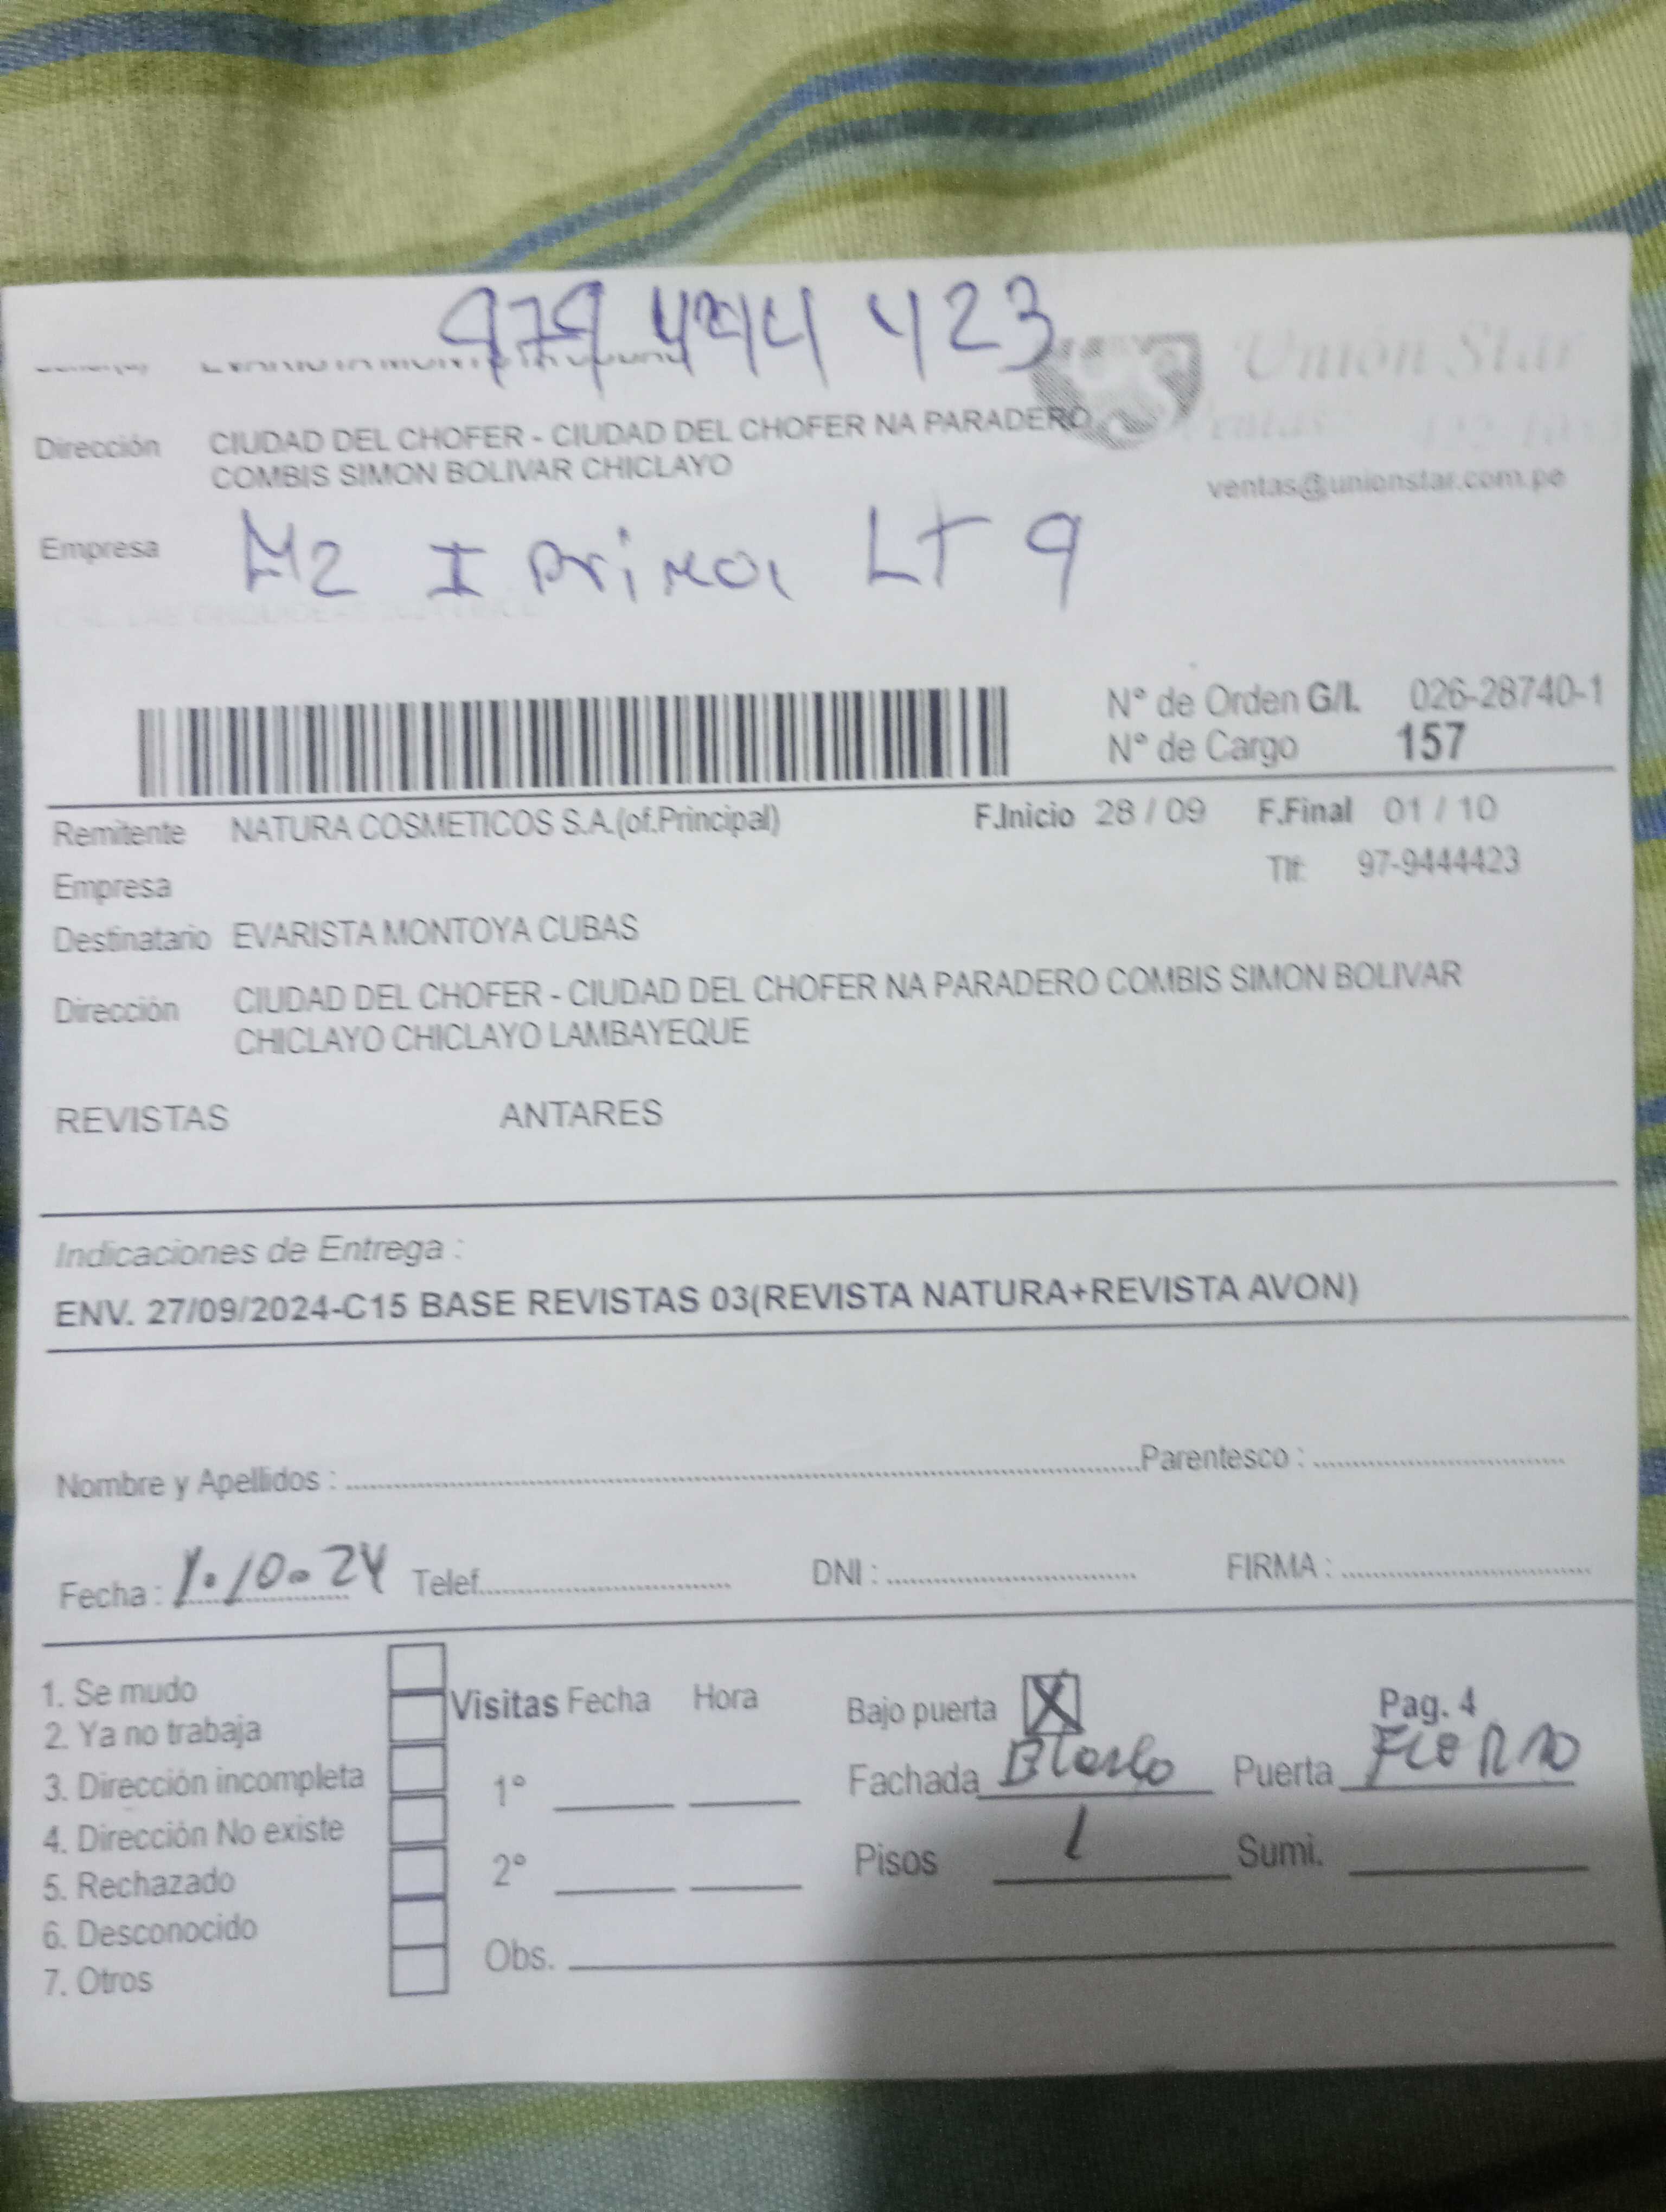 979 444 423
Unión Star
Ventas
Dirección CIUDAD DEL CHOFER - CIUDAD DEL CHOFER NA PARADERO
COMBIS SIMON BOLIVAR CHICLAYO
ventas@unionstar.com.pe
Empresa Mz I prima LT 9
N° de Orden G/I. 026-28740-1
N° de Cargo 157
Remitente NATURA COSMETICOS S.A.(of.Principal) F.Inicio 28 / 09 F.Final 01 / 10
Empresa Tlf: 97-9444423
Destinatario EVARISTA MONTOYA CUBAS
Dirección CIUDAD DEL CHOFER - CIUDAD DEL CHOFER NA PARADERO COMBIS SIMON BOLIVAR
CHICLAYO CHICLAYO LAMBAYEQUE
REVISTAS ANTARES
Indicaciones de Entrega :
ENV. 27/09/2024-C15 BASE REVISTAS 03(REVISTA NATURA+REVISTA AVON)
Nombre y Apellidos : Parentesco :
Fecha : 1.10.24 Telef. DNI : FIRMA :
1. Se mudo
2. Ya no trabaja
3. Dirección incompleta
4. Dirección No existe
5. Rechazado
6. Desconocido
7. Otros
Visitas Fecha Hora
1°
2°
Obs.
Bajo puerta X Pag. 4
Fachada Blanco Puerta Fierro
Pisos 1 Sumi.